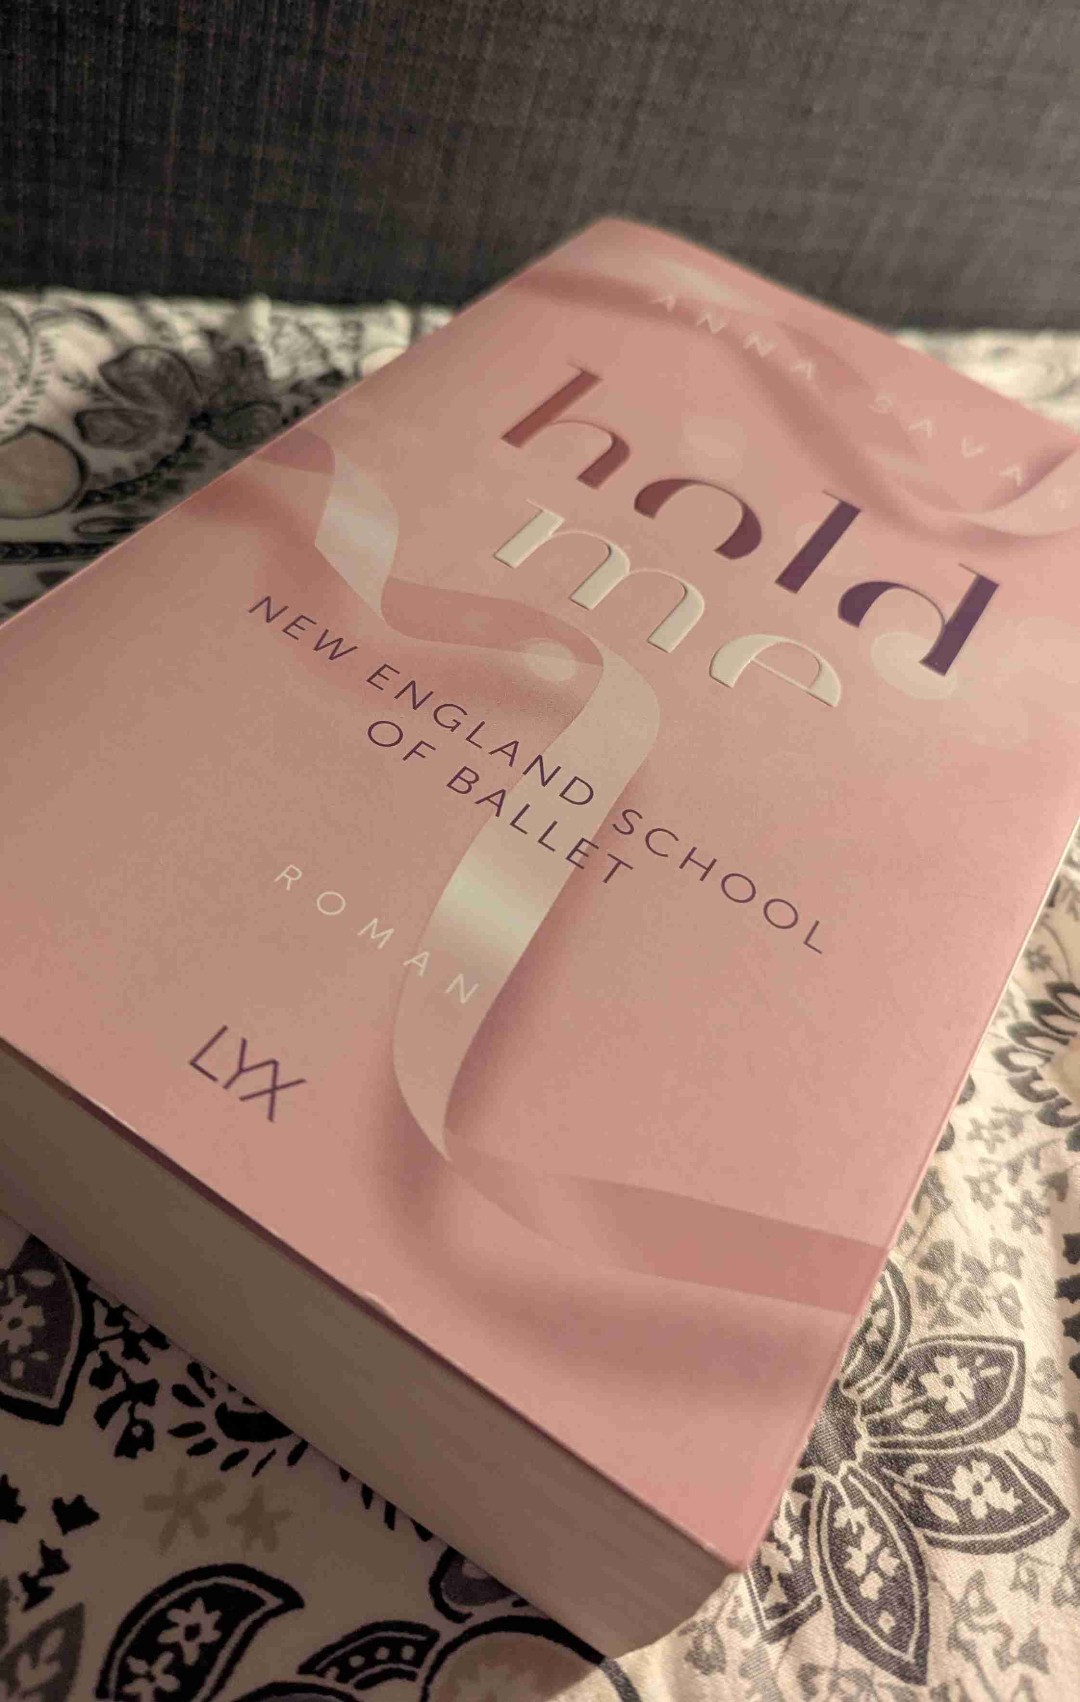 ANNA SAVAS
hold
me
NEW ENGLAND SCHOOL
OF BALLET
ROMAN
LYX